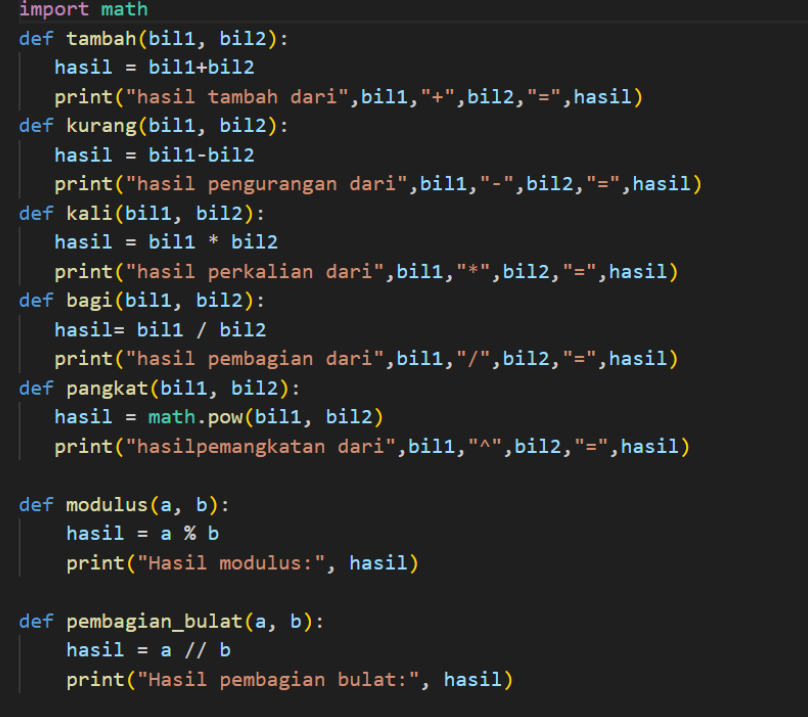 import math
def tambah(bil1, bil2):
   hasil = bil1+bil2
   print("hasil tambah dari",bil1,"+",bil2,"=",hasil)
def kurang(bil1, bil2):
   hasil = bil1-bil2
   print("hasil pengurangan dari",bil1,"-",bil2,"=",hasil)
def kali(bil1, bil2):
   hasil = bil1 * bil2
   print("hasil perkalian dari",bil1,"*",bil2,"=",hasil)
def bagi(bil1, bil2):
   hasil= bil1 / bil2
   print("hasil pembagian dari",bil1,"/",bil2,"=",hasil)
def pangkat(bil1, bil2):
   hasil = math.pow(bil1, bil2)
   print("hasilpemangkatan dari",bil1,"^",bil2,"=",hasil)

def modulus(a, b):
    hasil = a % b
    print("Hasil modulus:", hasil)

def pembagian_bulat(a, b):
    hasil = a // b
    print("Hasil pembagian bulat:", hasil)